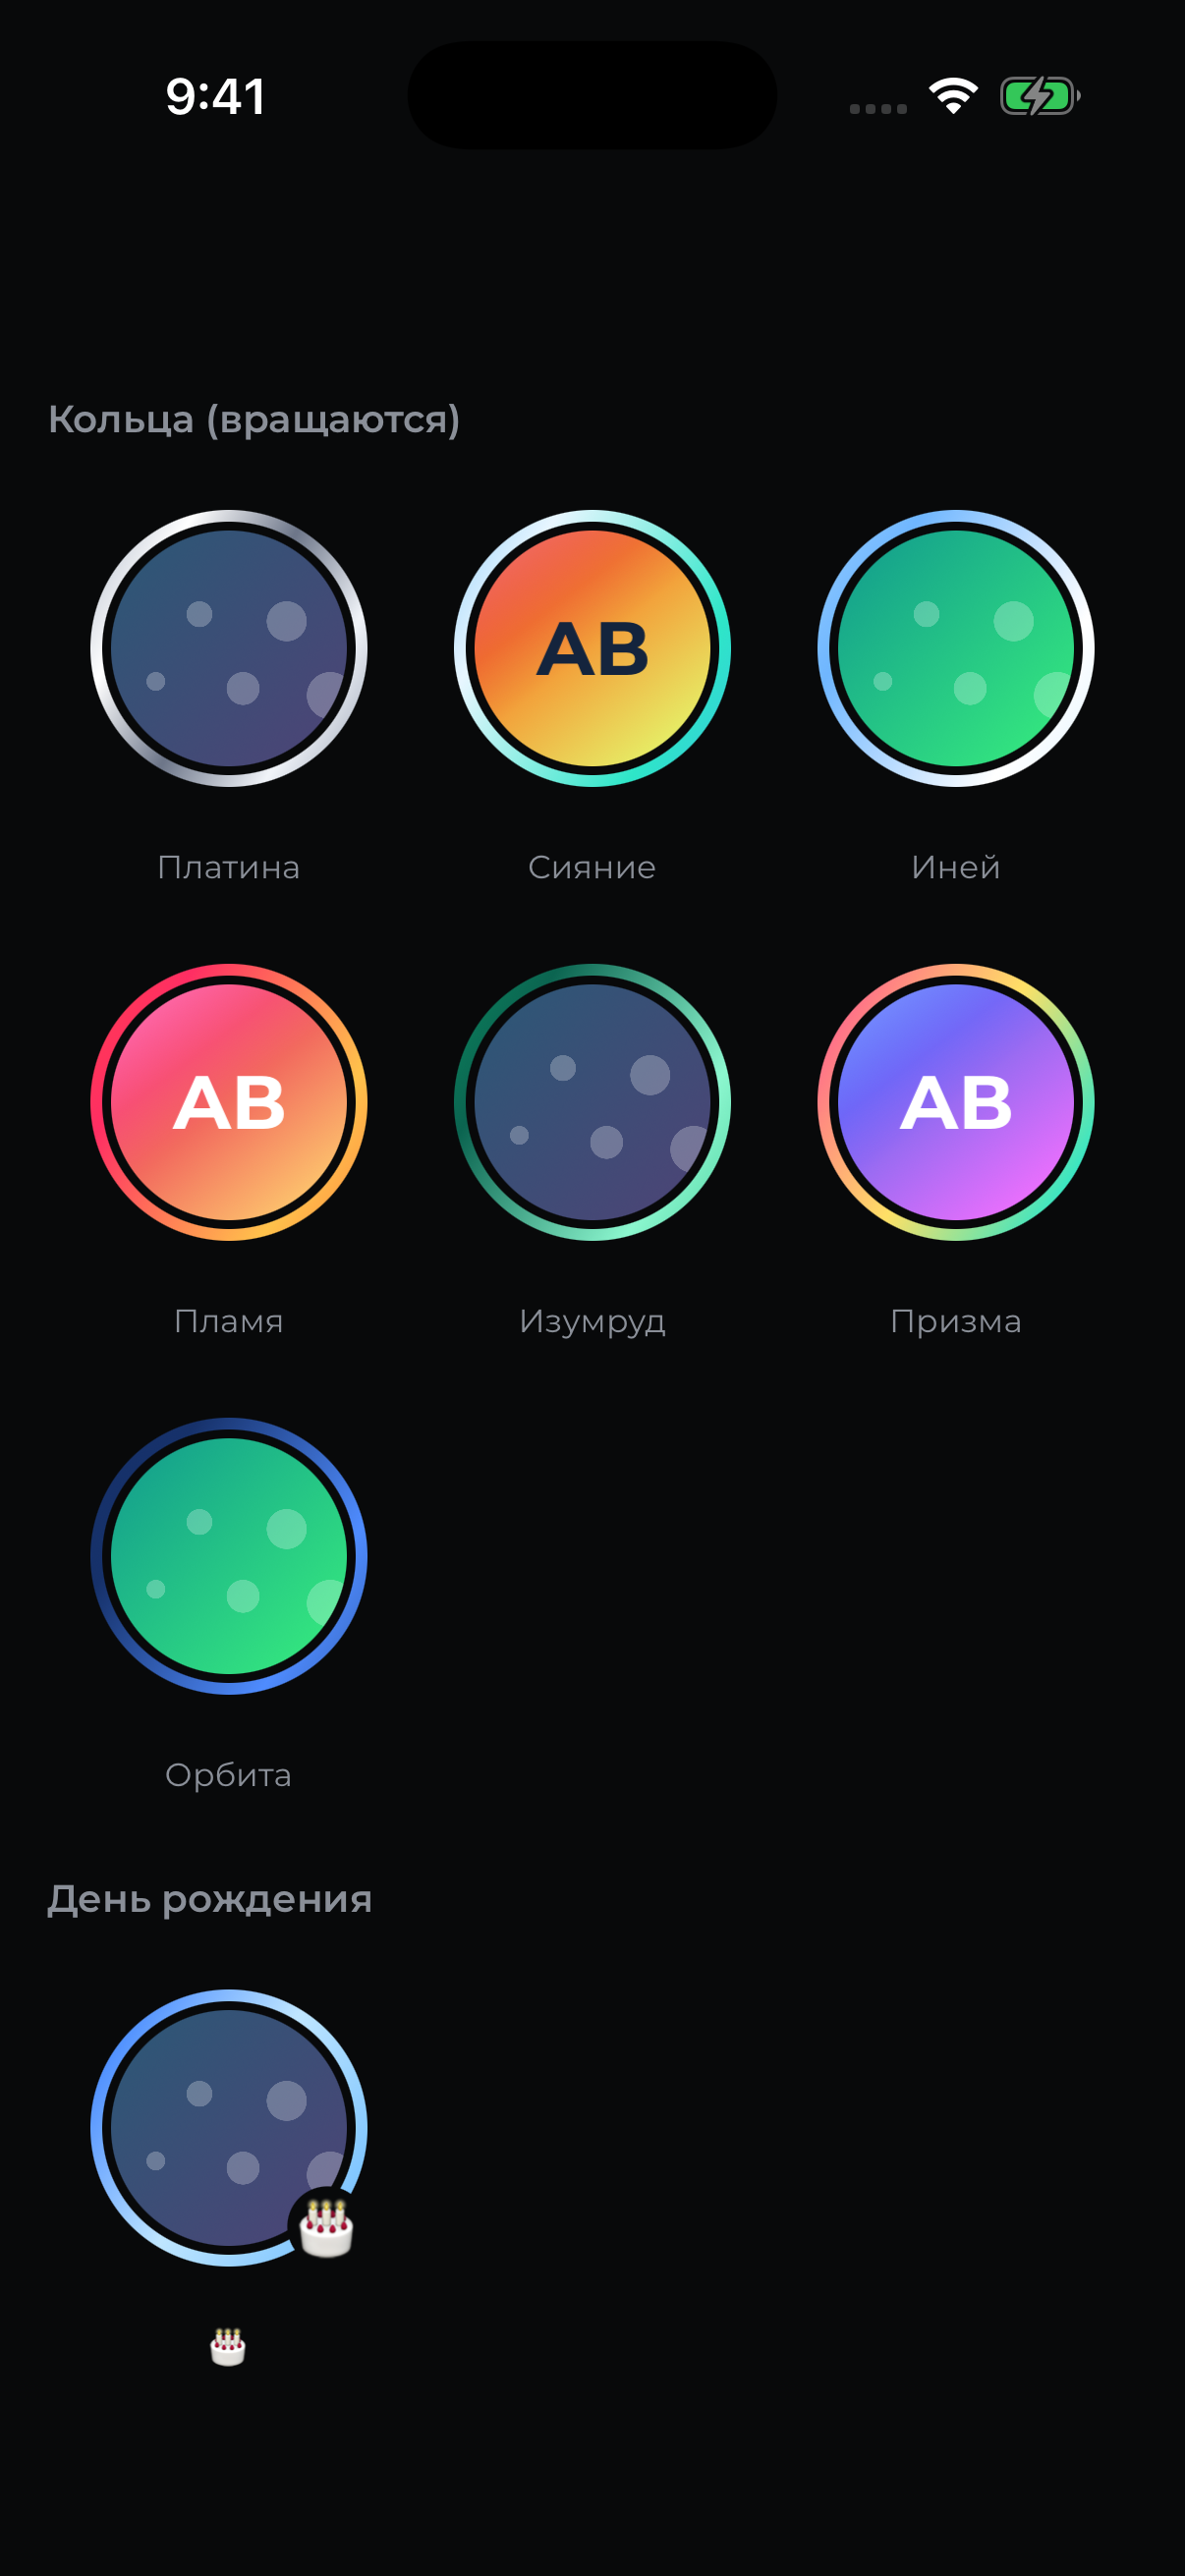 9:41
Кольца (вращаются)
AB
Платина Сияние Иней
AB AB
Пламя Изумруд Призма
Орбита
День рождения